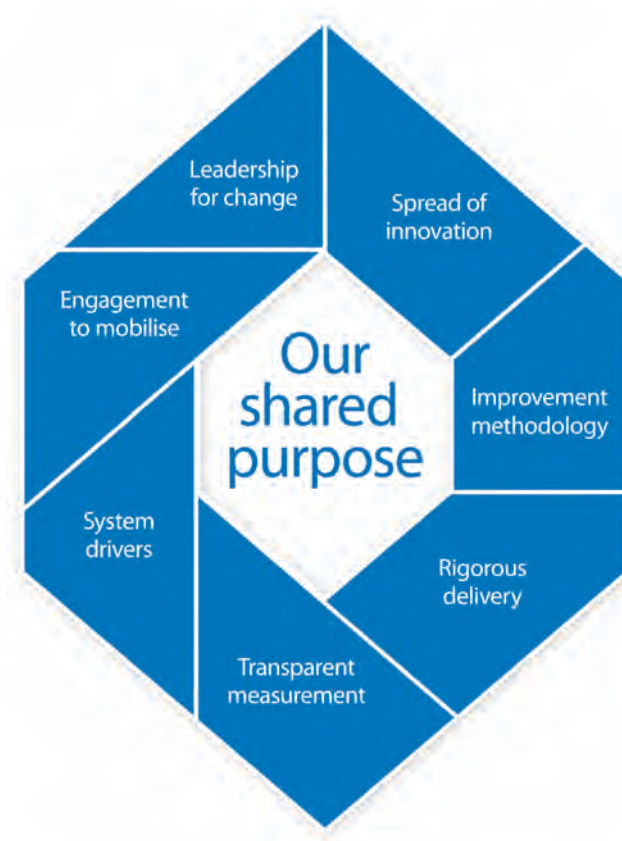 Leadership
for change
Spread of
innovation
Engagement
to mobilise
Our
shared
purpose
Improvement
methodology
System
drivers
Rigorous
delivery
Transparent
measurement